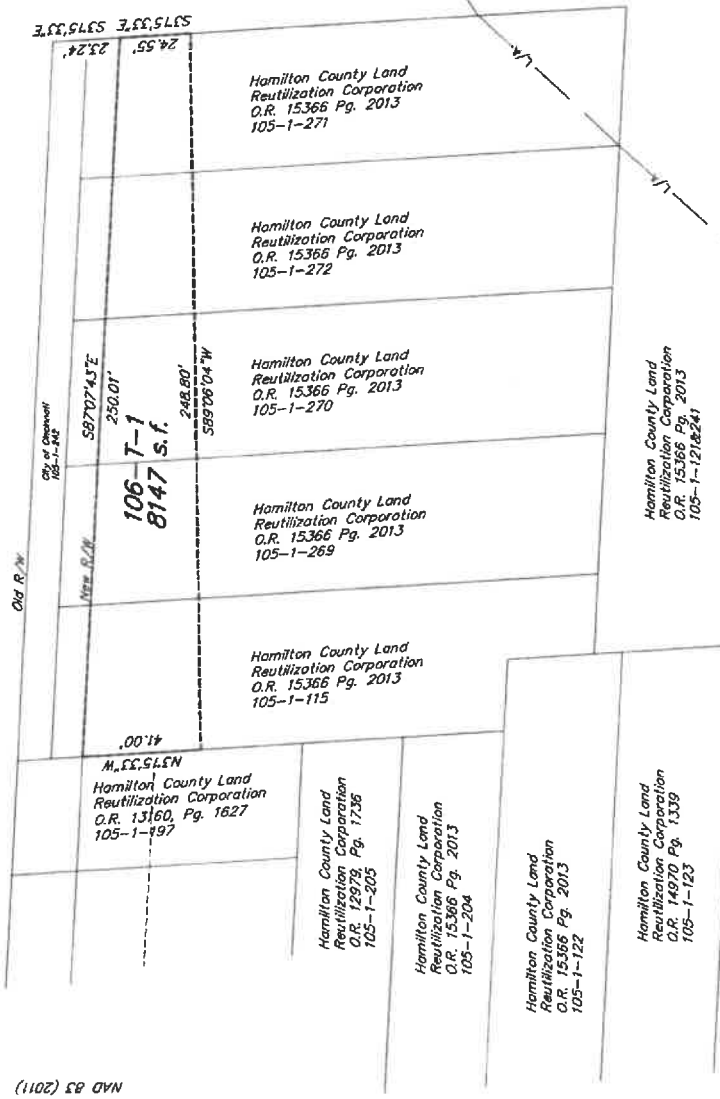 S3°15'33"E
S3°15'33"E
23.24'
24.55'
Hamilton County Land
Reutilization Corporation
O.R. 15366 Pg. 2013
105-1-271
Hamilton County Land
Reutilization Corporation
O.R. 15366 Pg. 2013
105-1-272
City of Cincinnati
105-1-242
S87°07'43"E
250.01'
106-T-1
8147 s.f.
248.80'
S89°06'04"W
Hamilton County Land
Reutilization Corporation
O.R. 15366 Pg. 2013
105-1-270
Old R/W
New R/W
Hamilton County Land
Reutilization Corporation
O.R. 15366 Pg. 2013
105-1-269
Hamilton County Land
Reutilization Corporation
O.R. 15366 Pg. 2013
105-1-115
Hamilton County Land
Reutilization Corporation
O.R. 15366 Pg. 2013
105-1-121&241
41.00'
N3°15'33"W
Hamilton County Land
Reutilization Corporation
O.R. 13160, Pg. 1627
105-1-197
Hamilton County Land
Reutilization Corporation
O.R. 12979, Pg. 1736
105-1-205
Hamilton County Land
Reutilization Corporation
O.R. 15366 Pg. 2013
105-1-204
Hamilton County Land
Reutilization Corporation
O.R. 15366 Pg. 2013
105-1-122
Hamilton County Land
Reutilization Corporation
O.R. 14970 Pg. 1339
105-1-123
NAD 83 (2011)